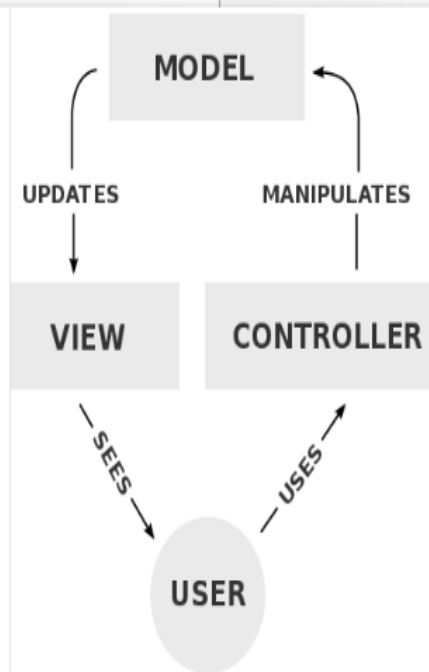 MODEL
UPDATES
MANIPULATES
VIEW
CONTROLLER
SEES
USES
USER